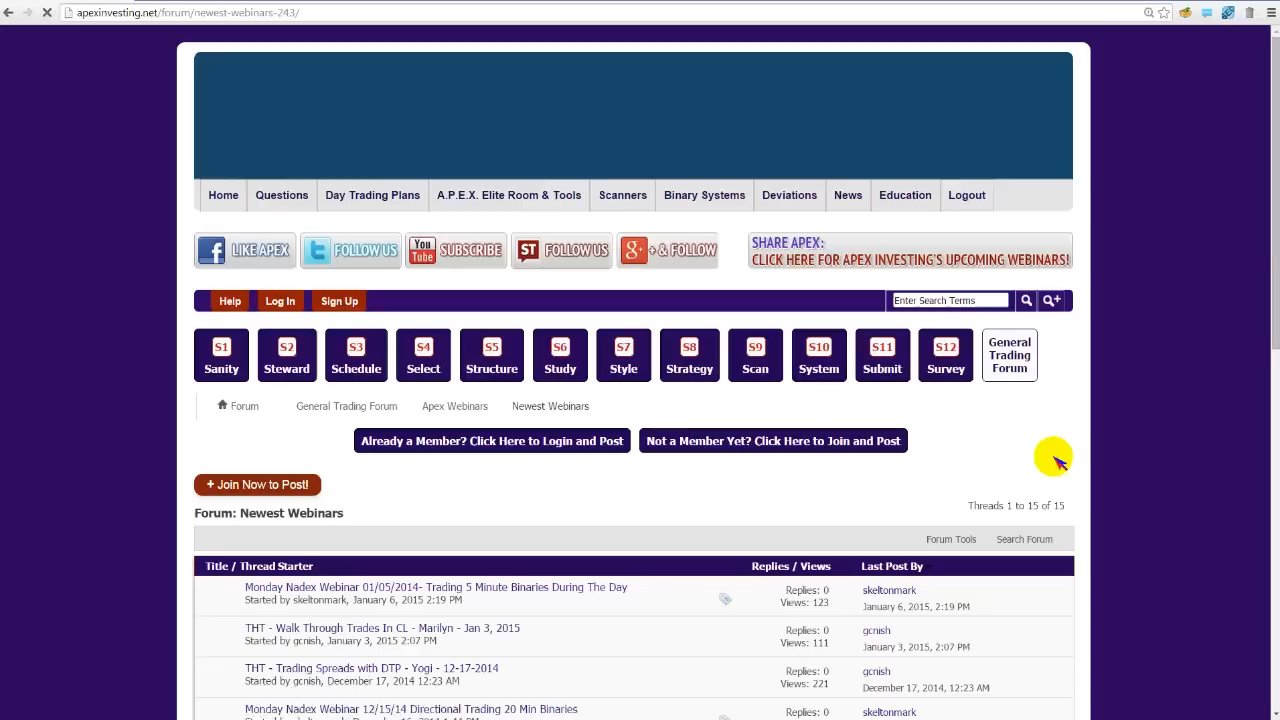 apexinvesting.net/forum/newest-webinars-243/
Home Questions Day Trading Plans A.P.E.X. Elite Room & Tools Scanners Binary Systems Deviations News Education Logout
LIKE APEX FOLLOW US You Tube SUBSCRIBE ST FOLLOW US g+ + & FOLLOW
SHARE APEX:
CLICK HERE FOR APEX INVESTING'S UPCOMING WEBINARS!
Help Log In Sign Up Enter Search Terms
S1 Sanity
S2 Steward
S3 Schedule
S4 Select
S5 Structure
S6 Study
S7 Style
S8 Strategy
S9 Scan
S10 System
S11 Submit
S12 Survey
General
Trading
Forum
Forum General Trading Forum Apex Webinars Newest Webinars
Already a Member? Click Here to Login and Post Not a Member Yet? Click Here to Join and Post
+ Join Now to Post!
Threads 1 to 15 of 15
Forum: Newest Webinars
Forum Tools Search Forum
Title / Thread Starter Replies / Views Last Post By
Monday Nadex Webinar 01/05/2014- Trading 5 Minute Binaries During The Day
Started by skeltonmark, January 6, 2015 2:19 PM
Replies: 0
Views: 123
skeltonmark
January 6, 2015, 2:19 PM
THT - Walk Through Trades In CL - Marilyn - Jan 3, 2015
Started by gcnish, January 3, 2015 2:07 PM
Replies: 0
Views: 111
gcnish
January 3, 2015, 2:07 PM
THT - Trading Spreads with DTP - Yogi - 12-17-2014
Started by gcnish, December 17, 2014 12:23 AM
Replies: 0
Views: 221
gcnish
December 17, 2014, 12:23 AM
Monday Nadex Webinar 12/15/14 Directional Trading 20 Min Binaries
Replies: 0
skeltonmark